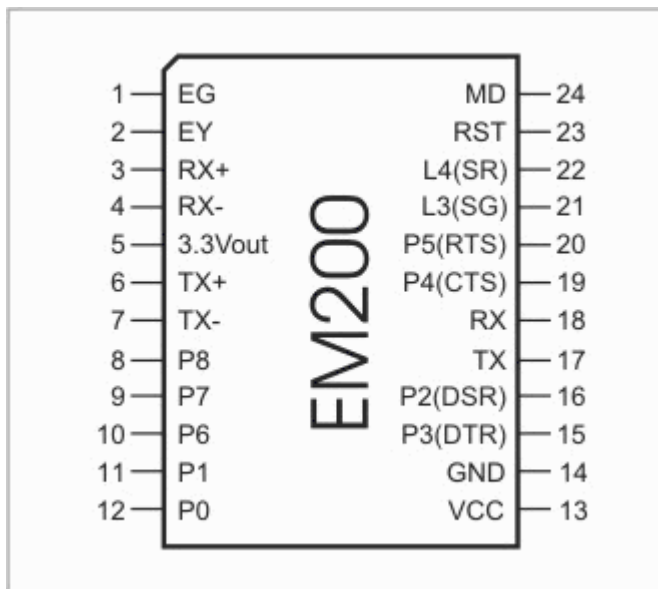 1 EG MD 24
2 EY RST 23
3 RX+ L4(SR) 22
4 RX- L3(SG) 21
5 3.3Vout P5(RTS) 20
6 TX+ P4(CTS) 19
7 TX- RX 18
8 P8 TX 17
9 P7 P2(DSR) 16
10 P6 P3(DTR) 15
11 P1 GND 14
12 P0 VCC 13
EM200